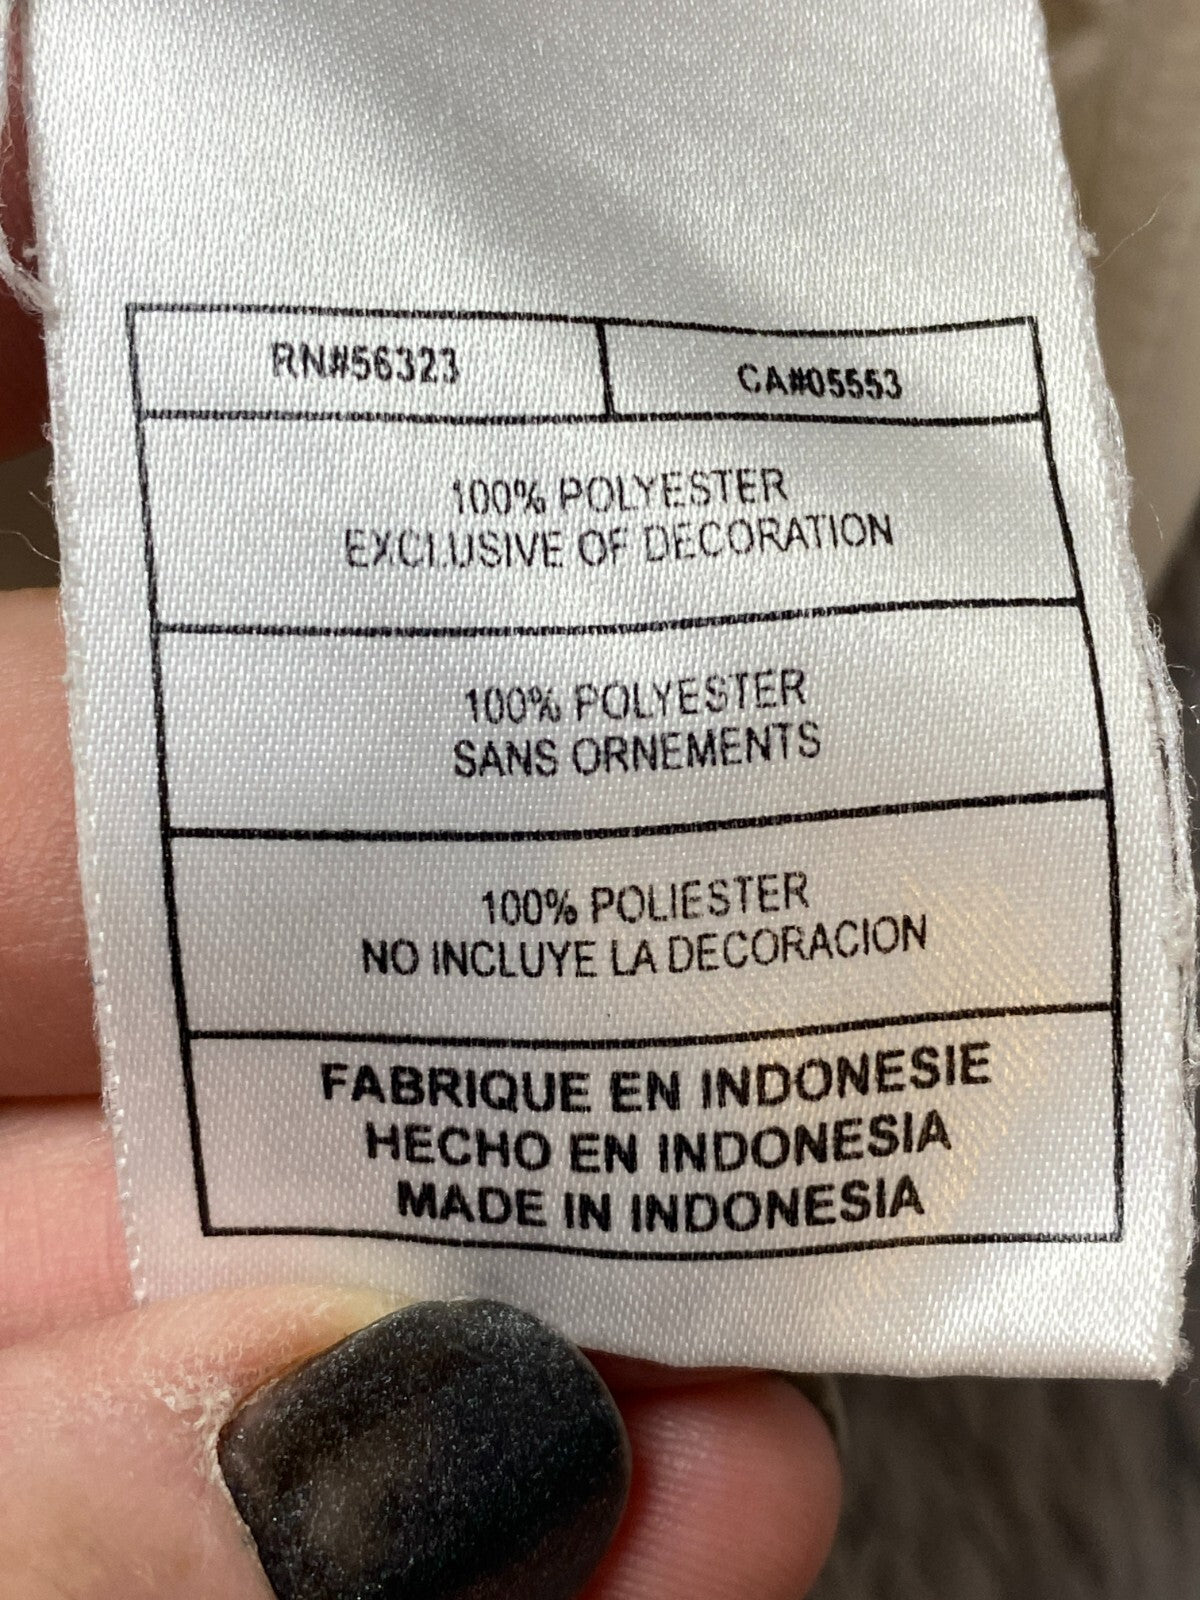 RN#56323
CA#05553
100% POLYESTER
EXCLUSIVE OF DECORATION
100% POLYESTER
SANS ORNEMENTS
100% POLIESTER
NO INCLUYE LA DECORACION
FABRIQUE EN INDONESIE
HECHO EN INDONESIA
MADE IN INDONESIA